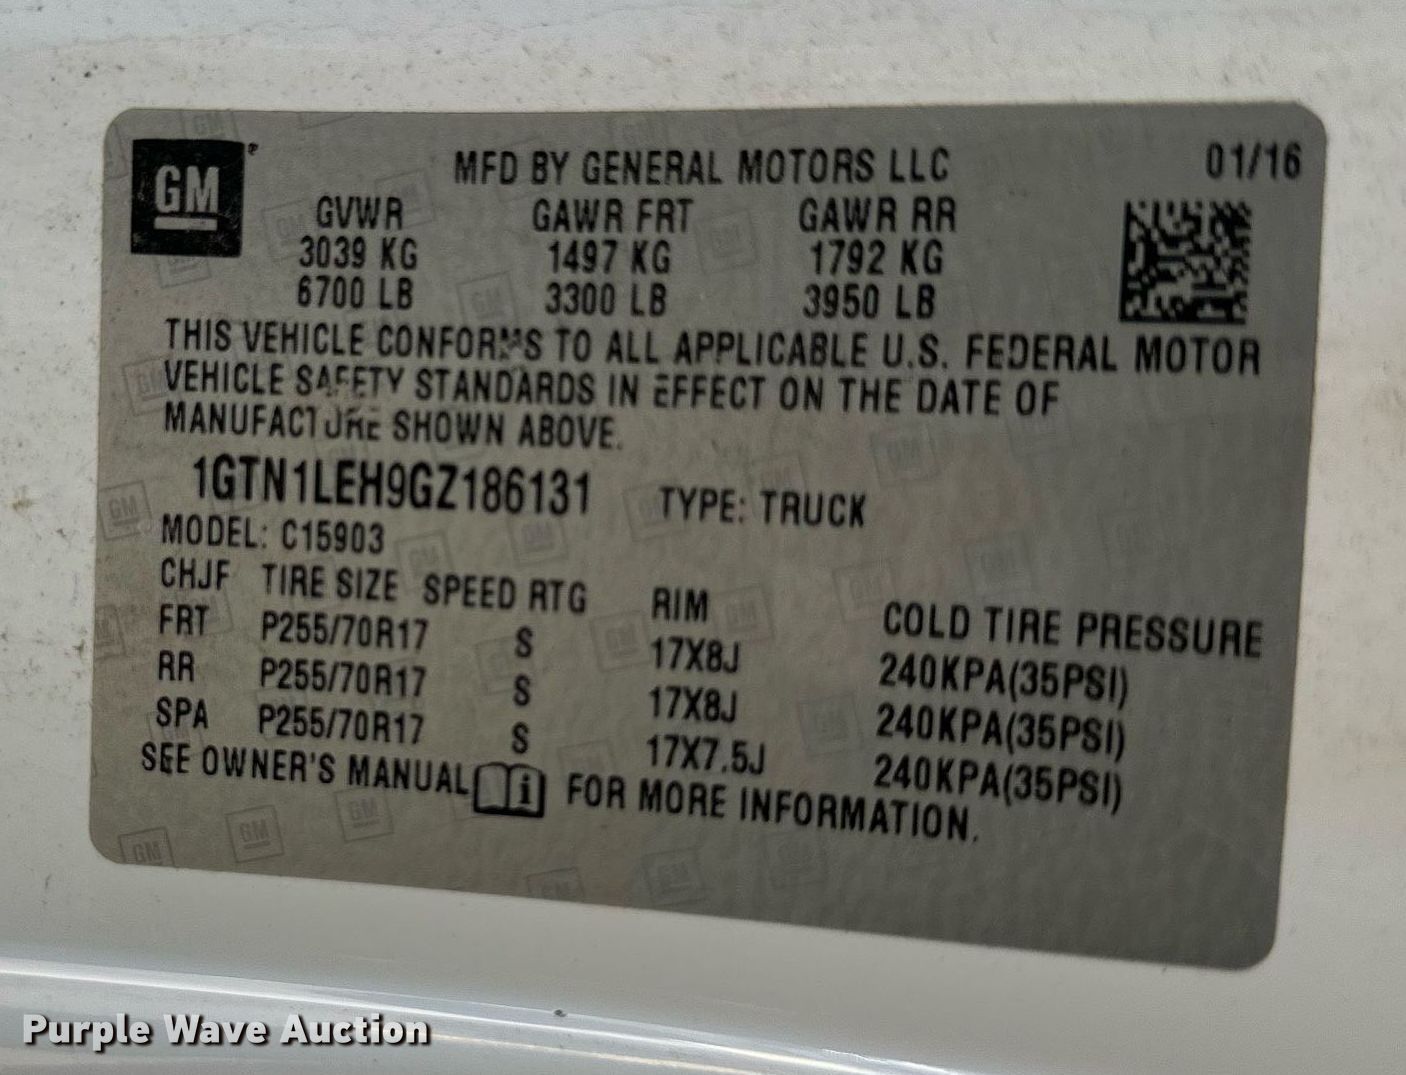 GM
MFD BY GENERAL MOTORS LLC 01/16
GVWR GAWR FRT GAWR RR
3039 KG 1497 KG 1792 KG
6700 LB 3300 LB 3950 LB
THIS VEHICLE CONFORMS TO ALL APPLICABLE U.S. FEDERAL MOTOR
VEHICLE SAFETY STANDARDS IN EFFECT ON THE DATE OF
MANUFACTURE SHOWN ABOVE.
1GTN1LEH9GZ186131 TYPE: TRUCK
MODEL: C15903
CHJF TIRE SIZE SPEED RTG RIM COLD TIRE PRESSURE
FRT P255/70R17 S 17X8J 240KPA(35PSI)
RR P255/70R17 S 17X8J 240KPA(35PSI)
SPA P255/70R17 S 17X7.5J 240KPA(35PSI)
SEE OWNER'S MANUAL i FOR MORE INFORMATION.
Purple Wave Auction